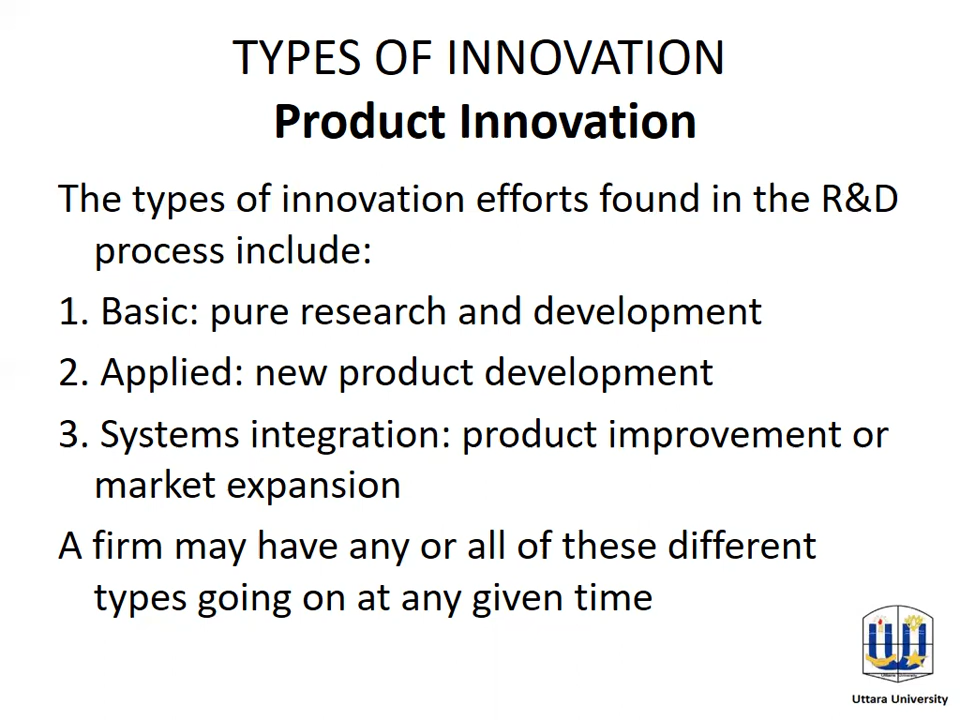 TYPES OF INNOVATION
Product Innovation
The types of innovation efforts found in the R&D
process include:
1. Basic: pure research and development
2. Applied: new product development
3. Systems integration: product improvement or
market expansion
A firm may have any or all of these different
types going on at any given time
Uttara University